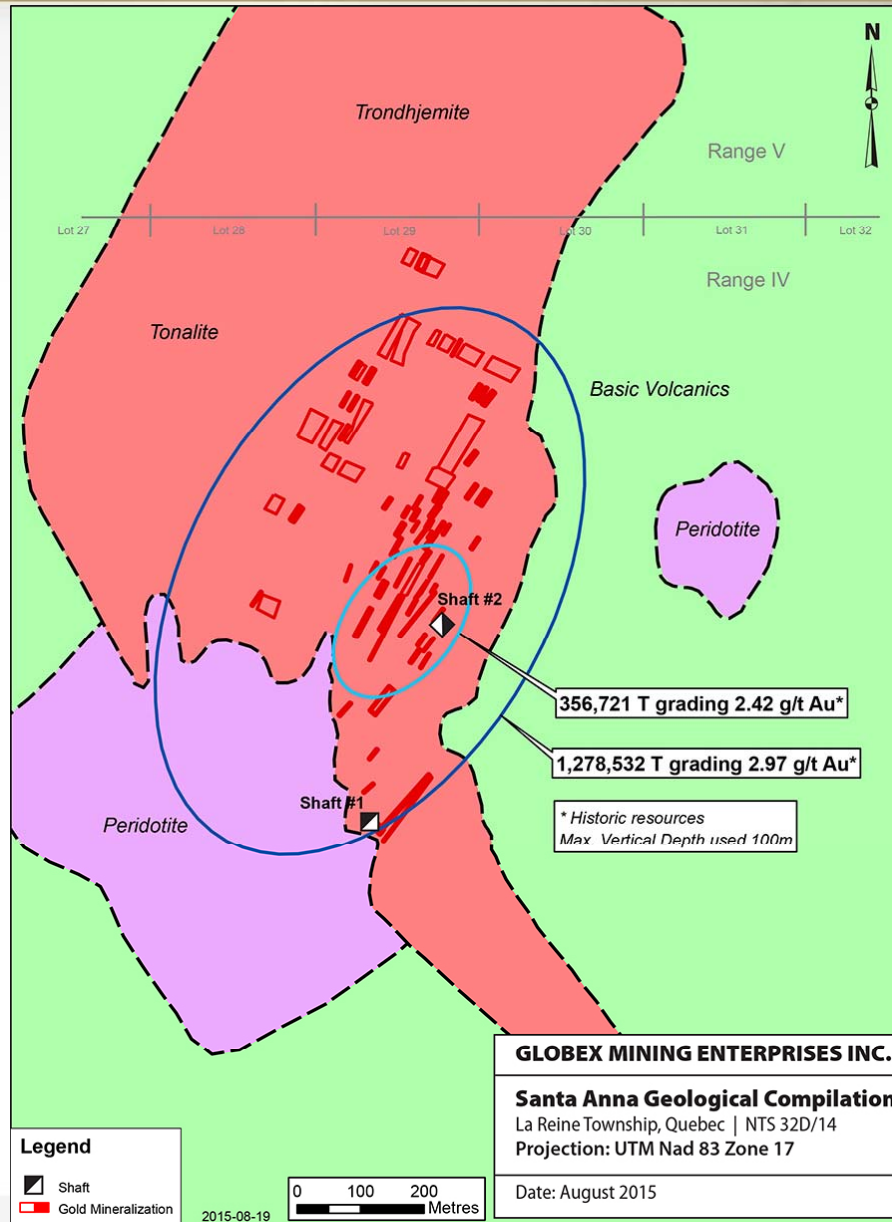 N
Trondhjemite
Range V
Lot 27
Lot 28
Lot 29
Lot 30
Lot 31
Lot 32
Range IV
Tonalite
Basic Volcanics
Peridotite
Shaft #2
356,721 T grading 2.42 g/t Au*
1,278,532 T grading 2.97 g/t Au*
Shaft #1
* Historic resources
Max. Vertical Depth used 100m
Peridotite
GLOBEX MINING ENTERPRISES INC.
Santa Anna Geological Compilation
La Reine Township, Quebec | NTS 32D/14
Projection: UTM Nad 83 Zone 17
Date: August 2015
Legend
Shaft
Gold Mineralization
2015-08-19
0 100 200
Metres